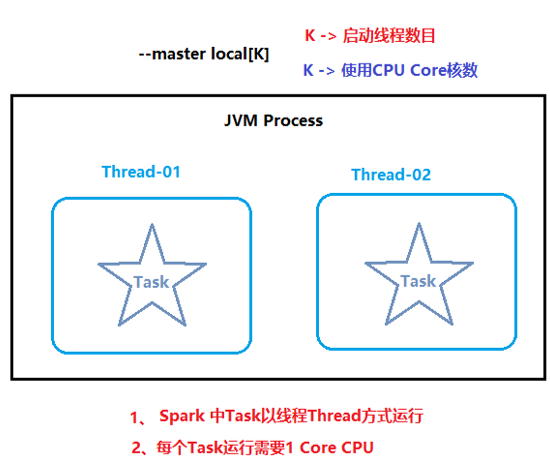 K -> 启动线程数目
--master local[K]
K -> 使用CPU Core核数
JVM Process
Thread-01
Thread-02
Task
Task
1、 Spark 中Task以线程Thread方式运行
2、每个Task运行需要1 Core CPU